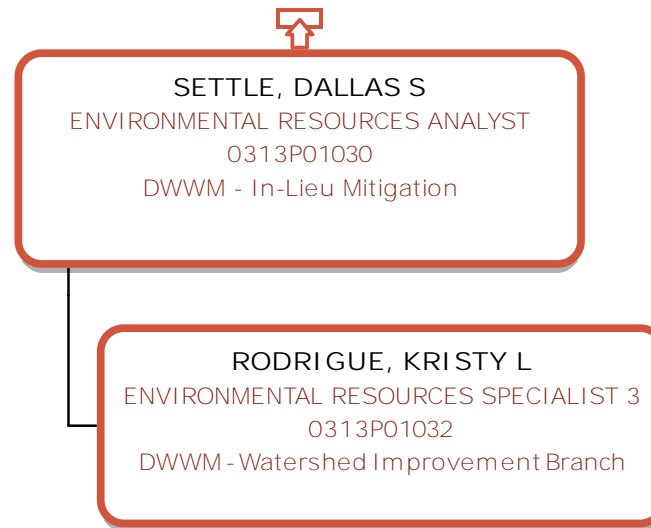 SETTLE, DALLAS S
ENVIRONMENTAL RESOURCES ANALYST
0313P01030
DWWM - In-Lieu Mitigation
RODRIGUE, KRISTY L
ENVIRONMENTAL RESOURCES SPECIALIST 3
0313P01032
DWWM - Watershed Improvement Branch